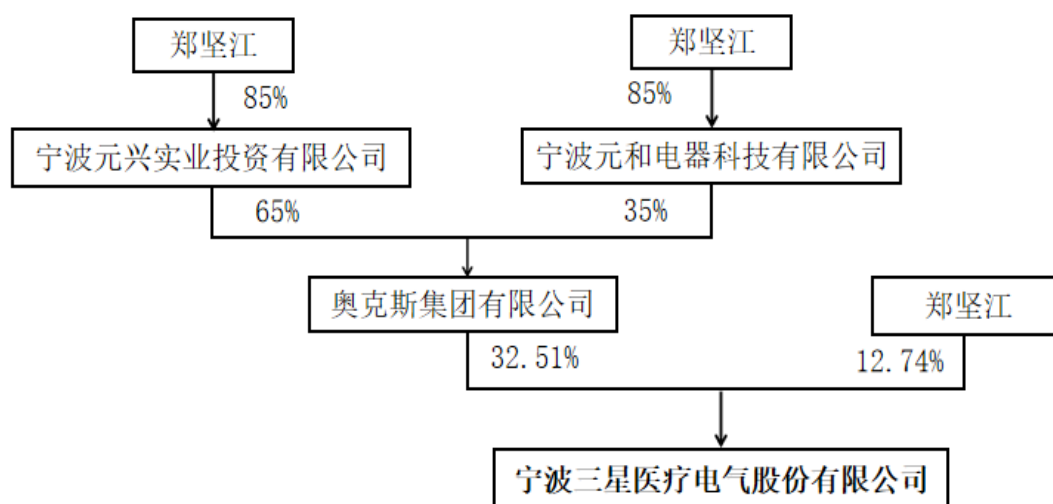 郑坚江
郑坚江
85%
85%
宁波元兴实业投资有限公司
宁波元和电器科技有限公司
65%
35%
奥克斯集团有限公司
郑坚江
32.51%
12.74%
宁波三星医疗电气股份有限公司